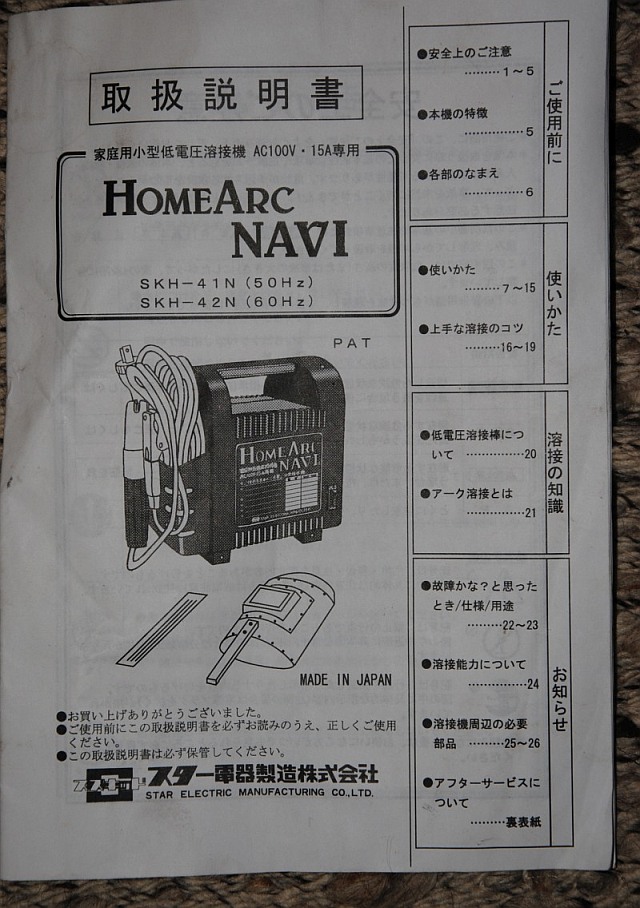 取扱説明書
家庭用小型低電圧溶接機 AC100V・15A専用
HOMEARC
NAVI
SKH-41N (50Hz)
SKH-42N (60Hz)
PAT
HOMEARC
NAVI
MADE IN JAPAN
●お買い上げありがとうございました。
●ご使用前にこの取扱説明書を必ずお読みのうえ、正しくご使用
ください。
●この取扱説明書は必ず保管してください。
スター電器製造株式会社
STAR ELECTRIC MANUFACTURING CO.,LTD.
ご使用前に
●安全上のご注意
………1～5
●本機の特徴
……………5
●各部のなまえ
……………6
使いかた
●使いかた
………7～15
●上手な溶接のコツ
………16～19
溶接の知識
●低電圧溶接棒につ
いて ……………20
●アーク溶接とは
……………21
お知らせ
●故障かな？と思った
とき/仕様/用途
………22～23
●溶接能力について
……………24
●溶接機周辺の必要
部品 ………25～26
●アフターサービスに
ついて
………裏表紙